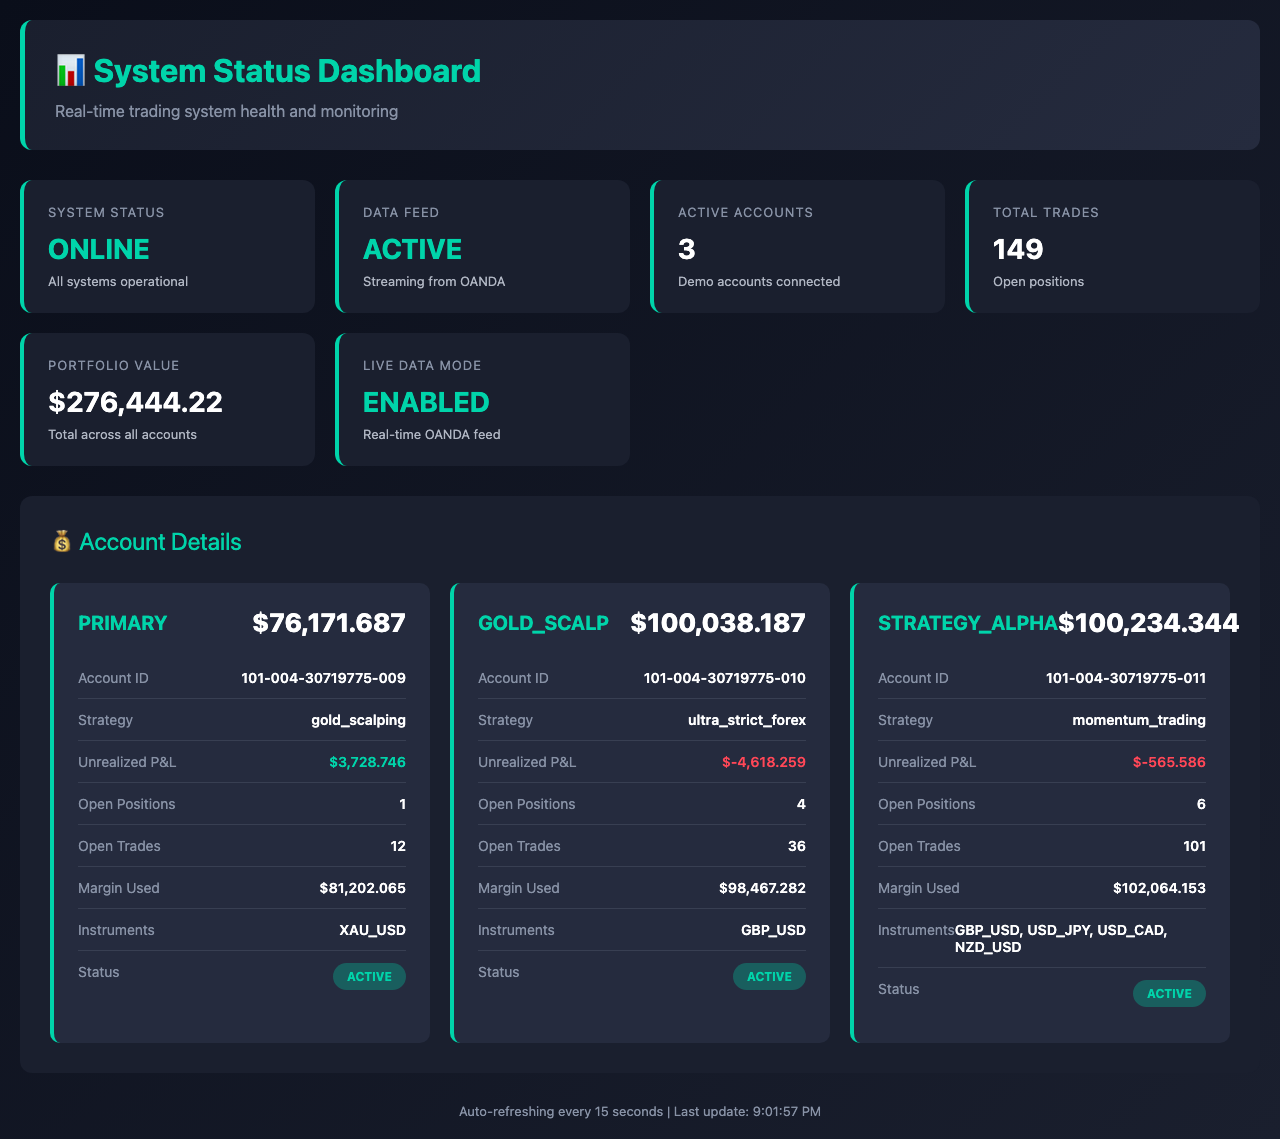 📊 System Status Dashboard
Real-time trading system health and monitoring
SYSTEM STATUS
ONLINE
All systems operational
DATA FEED
ACTIVE
Streaming from OANDA
ACTIVE ACCOUNTS
3
Demo accounts connected
TOTAL TRADES
149
Open positions
PORTFOLIO VALUE
$276,444.22
Total across all accounts
LIVE DATA MODE
ENABLED
Real-time OANDA feed
💰 Account Details
PRIMARY $76,171.687
Account ID 101-004-30719775-009
Strategy gold_scalping
Unrealized P&L $3,728.746
Open Positions 1
Open Trades 12
Margin Used $81,202.065
Instruments XAU_USD
Status ACTIVE
GOLD_SCALP $100,038.187
Account ID 101-004-30719775-010
Strategy ultra_strict_forex
Unrealized P&L $-4,618.259
Open Positions 4
Open Trades 36
Margin Used $98,467.282
Instruments GBP_USD
Status ACTIVE
STRATEGY_ALPHA $100,234.344
Account ID 101-004-30719775-011
Strategy momentum_trading
Unrealized P&L $-565.586
Open Positions 6
Open Trades 101
Margin Used $102,064.153
Instruments GBP_USD, USD_JPY, USD_CAD,
NZD_USD
Status ACTIVE
Auto-refreshing every 15 seconds | Last update: 9:01:57 PM